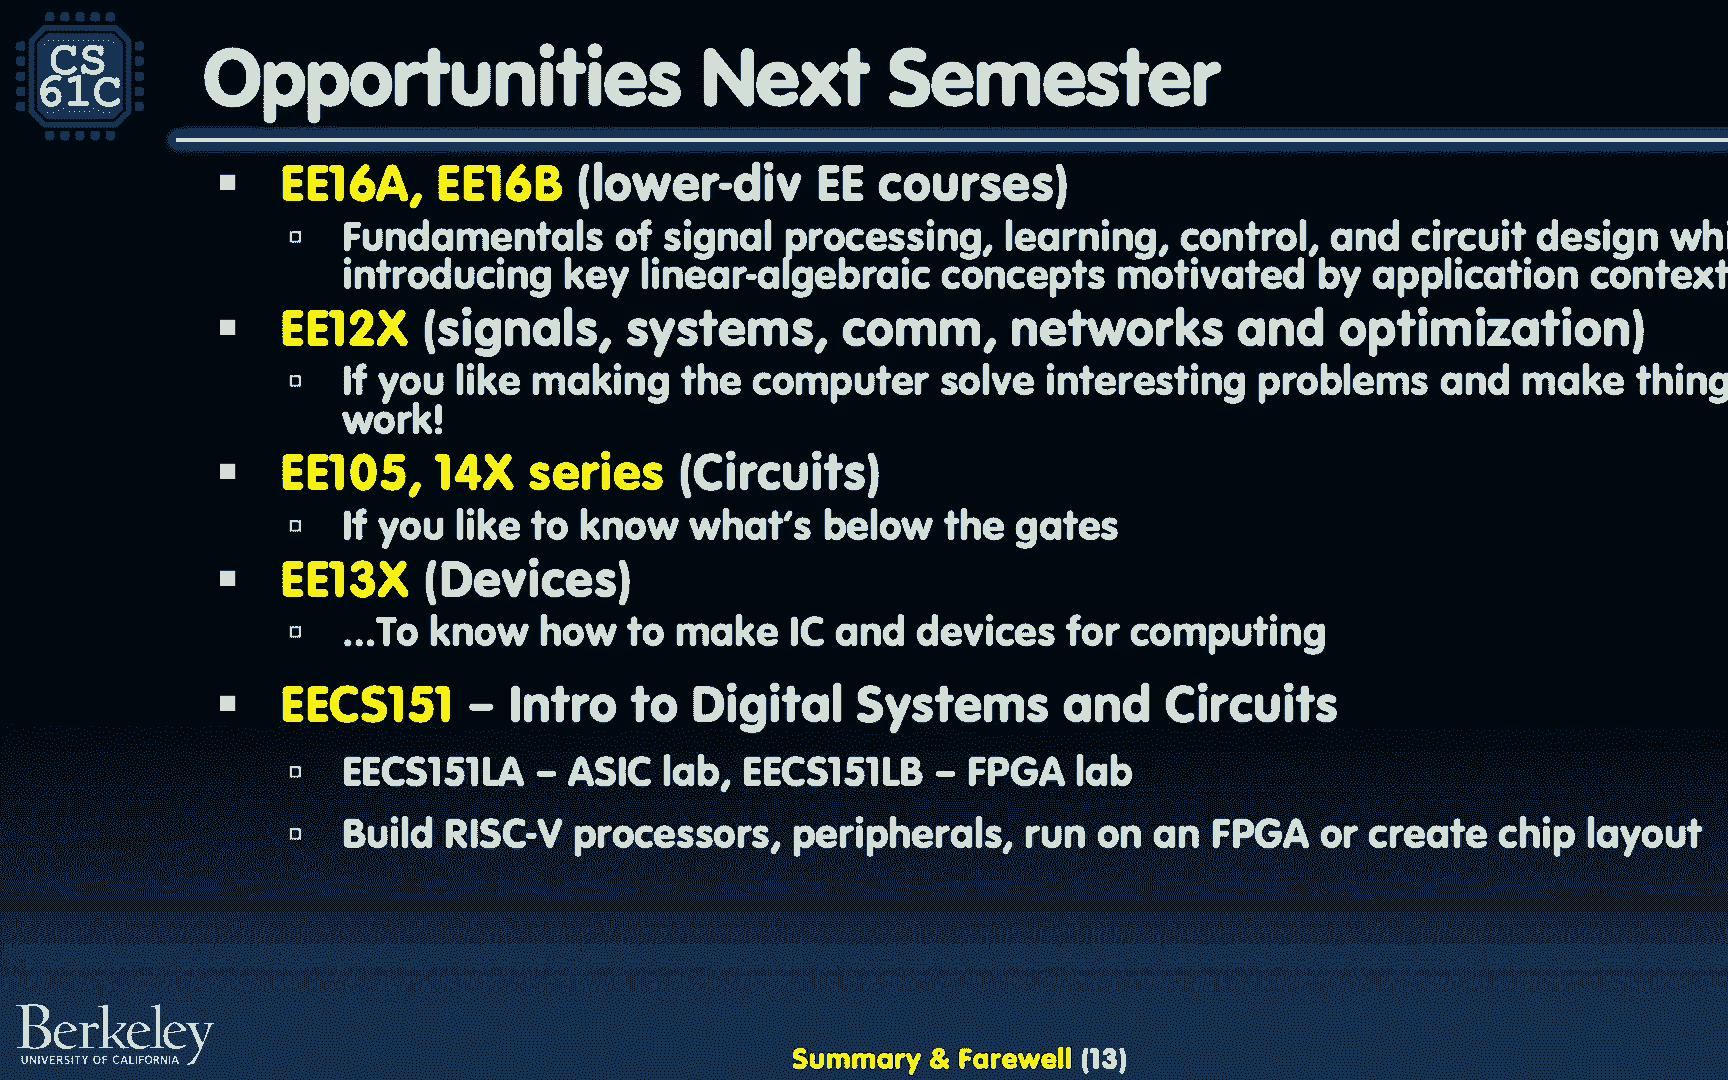 CS
61C
Opportunities Next Semester
EE16A, EE16B (lower-div EE courses)
Fundamentals of signal processing, learning, control, and circuit design whi
introducing key linear-algebraic concepts motivated by application context
EE12X (signals, systems, comm, networks and optimization)
If you like making the computer solve interesting problems and make thing
work!
EE105, 14X series (Circuits)
If you like to know what's below the gates
EE13X (Devices)
...To know how to make IC and devices for computing
EECS151 – Intro to Digital Systems and Circuits
EECS151LA – ASIC lab, EECS151LB – FPGA lab
Build RISC-V processors, peripherals, run on an FPGA or create chip layout
Berkeley
UNIVERSITY OF CALIFORNIA
Summary & Farewell (13)